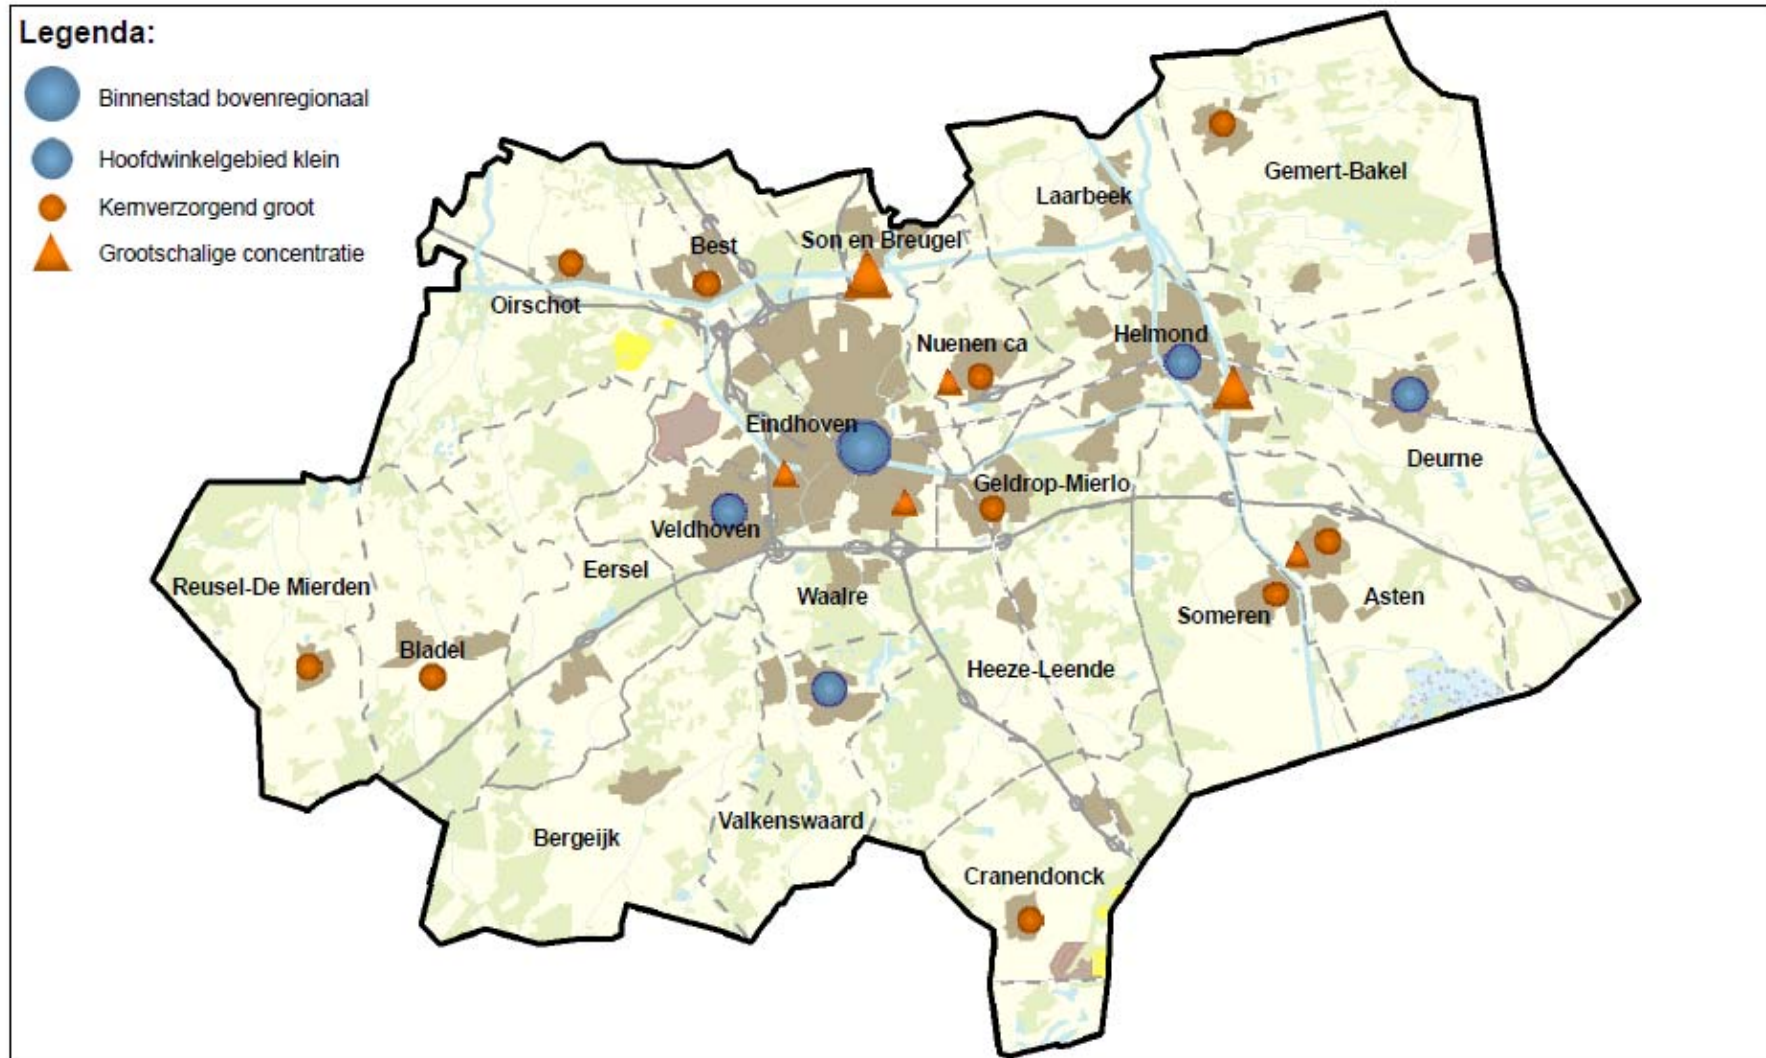 Legenda:
Binnenstad bovenregionaal
Hoofdwinkelgebied klein
Kernverzorgend groot
Grootschalige concentratie
Gemert-Bakel
Laarbeek
Best
Son en Breugel
Oirschot
Nuenen ca
Helmond
Eindhoven
Deurne
Geldrop-Mierlo
Veldhoven
Eersel
Reusel-De Mierden
Waalre
Asten
Someren
Bladel
Heeze-Leende
Valkenswaard
Bergeijk
Cranendonck